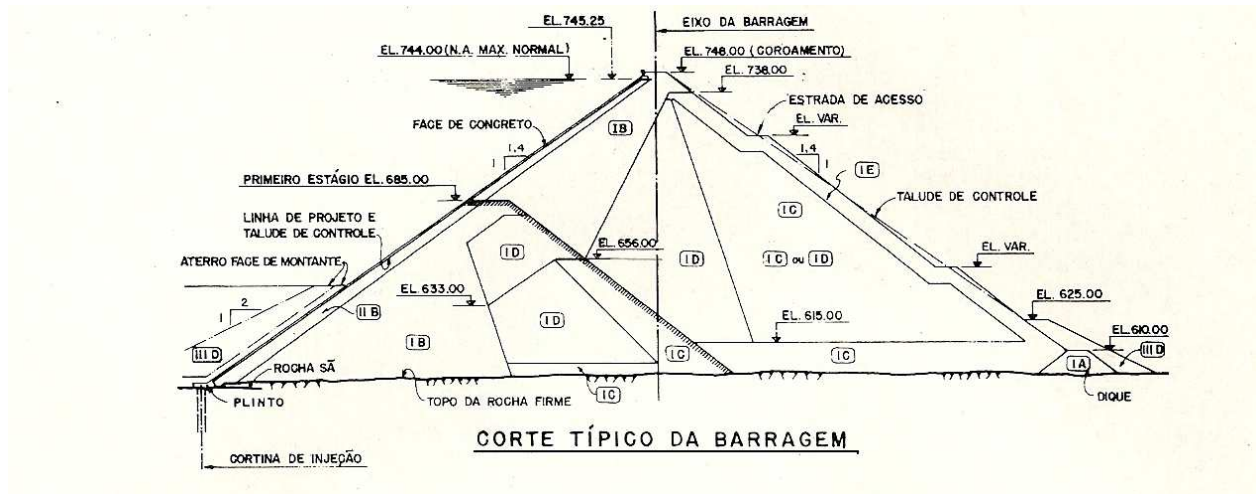 EL. 745.25
EIXO DA BARRAGEM
EL. 744.00 (N.A. MAX. NORMAL)
EL. 748.00 (COROAMENTO)
EL. 738.00
ESTRADA DE ACESSO
EL. VAR.
FACE DE CONCRETO
IB
1,4
1
1,4
1
IE
PRIMEIRO ESTÁGIO EL. 685.00
IC
TALUDE DE CONTROLE
LINHA DE PROJETO E
TALUDE DE CONTROLE
ID
EL. 656.00
ID
IC OU ID
EL. VAR.
ATERRO FACE DE MONTANTE
EL. 633.00
2
1
IIB
ID
EL. 625.00
EL. 615.00
EL. 610.00
IIID
IB
IC
IC
IA
IIID
ROCHA SÃ
PLINTO
TOPO DA ROCHA FIRME
IC
DIQUE
CORTE TÍPICO DA BARRAGEM
CORTINA DE INJEÇÃO